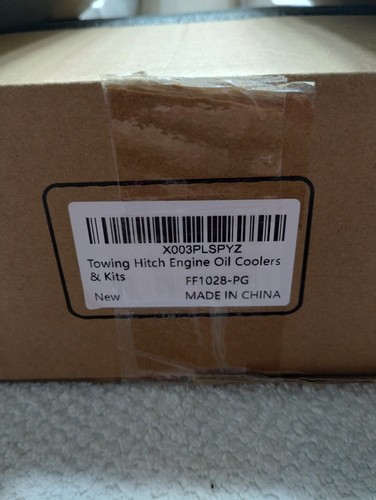 X003PLSPYZ
Towing Hitch Engine Oil Coolers
& Kits FF1028-PG
New MADE IN CHINA